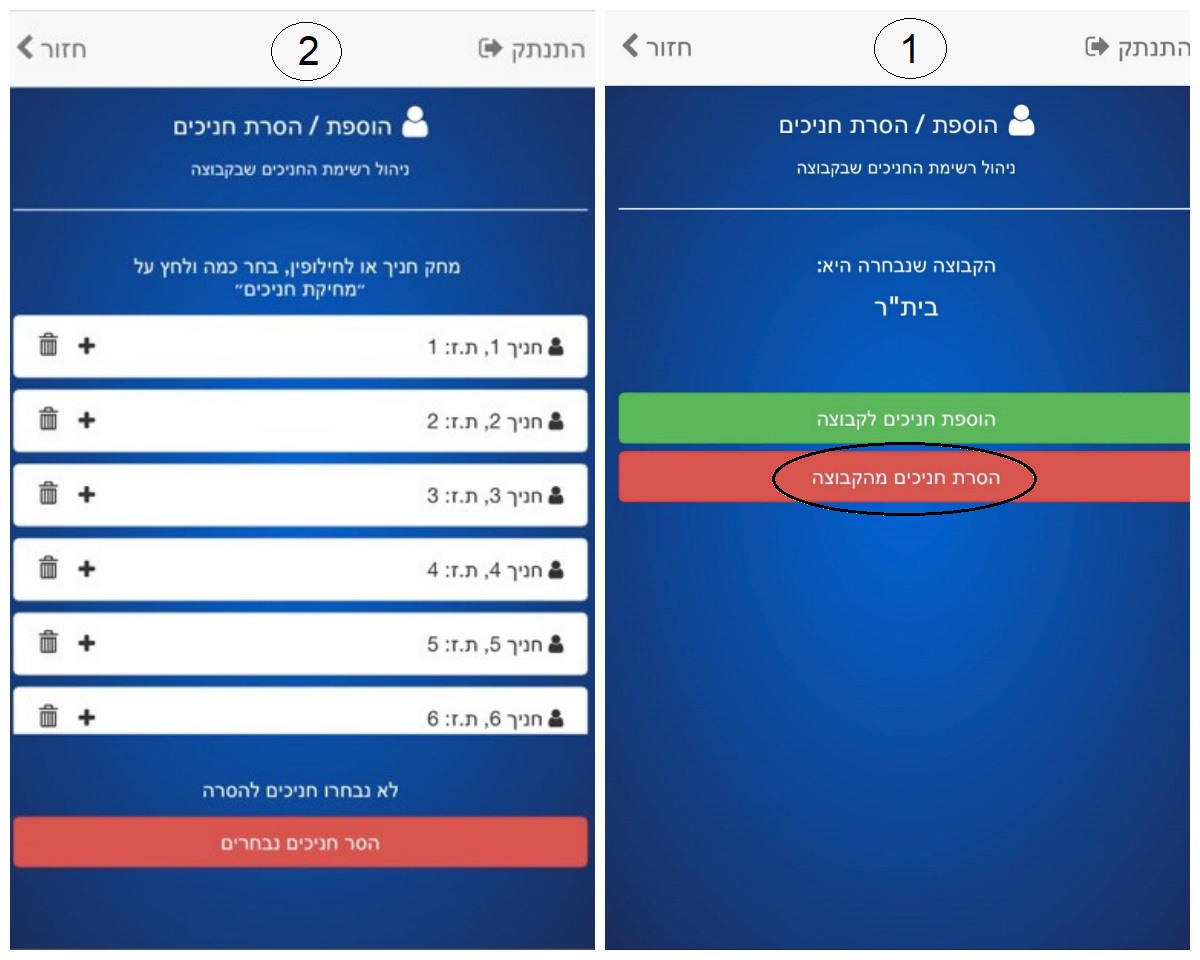 1
התנתק
חזור
הוספת / הסרת חניכים
ניהול רשימת החניכים שבקבוצה
הקבוצה שנבחרה היא:
בית"ר
הוספת חניכים לקבוצה
הסרת חניכים מהקבוצה
2
התנתק
חזור
הוספת / הסרת חניכים
ניהול רשימת החניכים שבקבוצה
מחק חניך או לחילופין, בחר כמה ולחץ על
״מחיקת חניכים״
חניך 1, ת.ז: 1
חניך 2, ת.ז: 2
חניך 3, ת.ז: 3
חניך 4, ת.ז: 4
חניך 5, ת.ז: 5
חניך 6, ת.ז: 6
לא נבחרו חניכים להסרה
הסר חניכים נבחרים